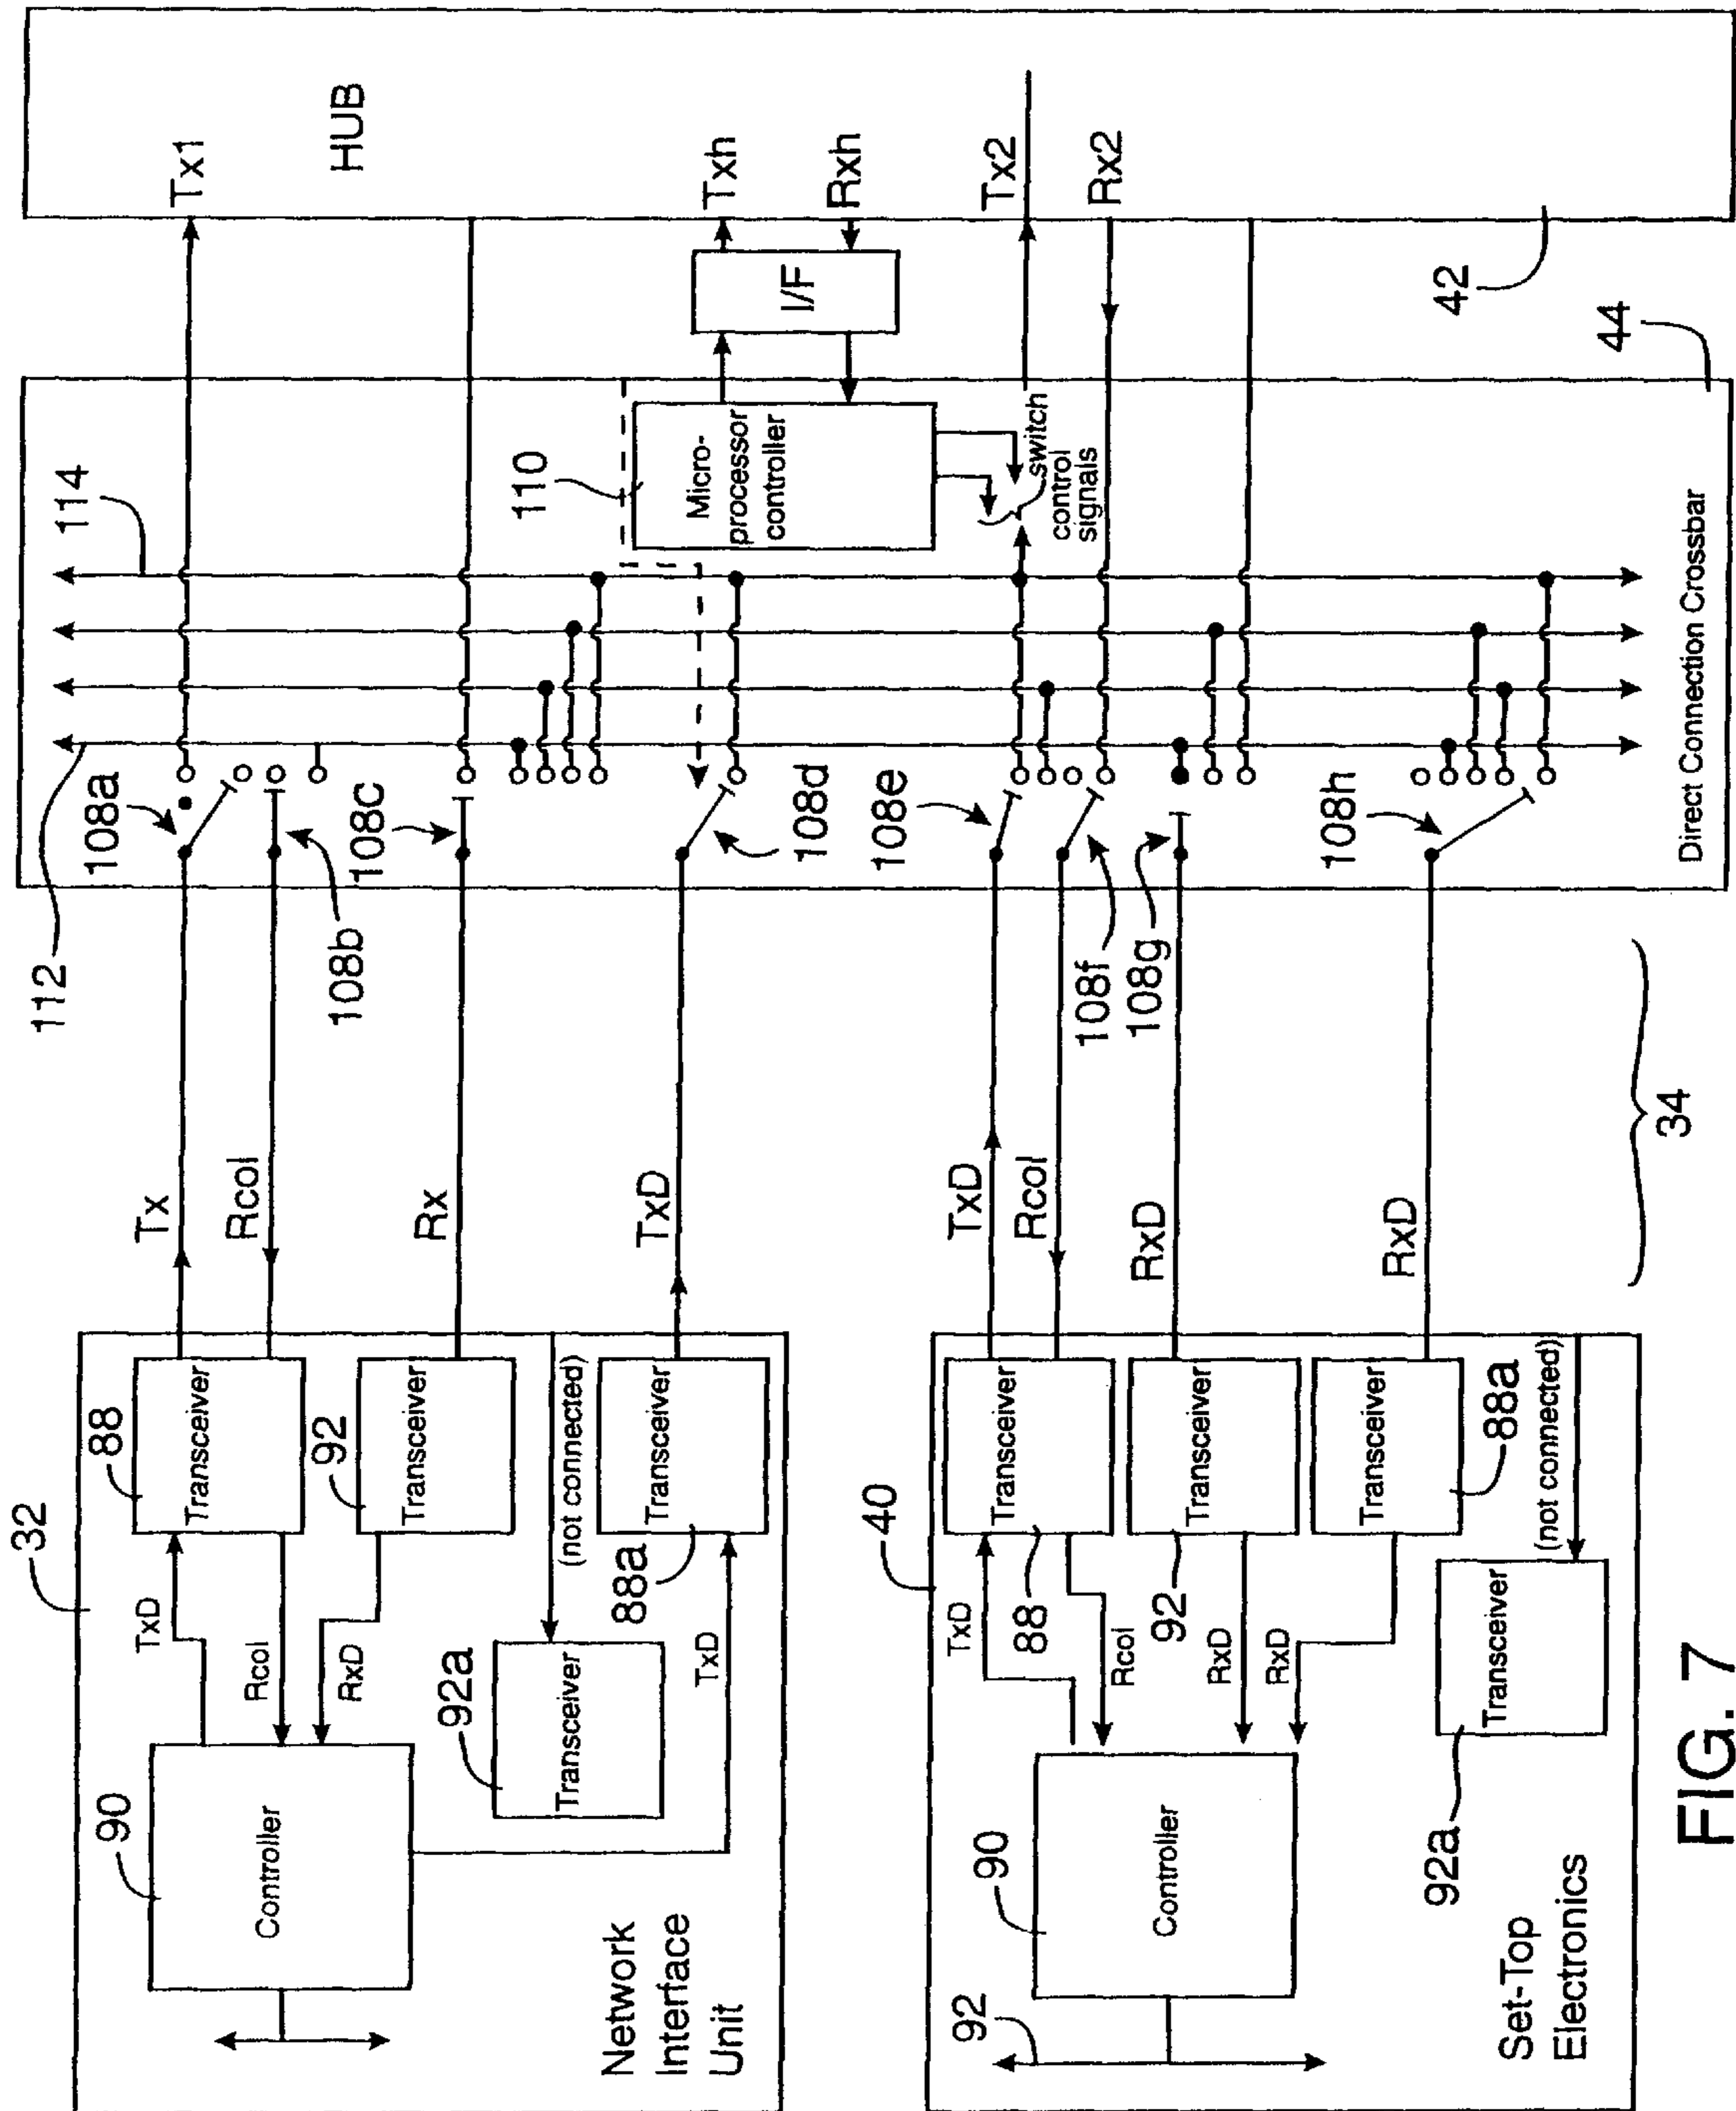 32
90
Controller
TxD
Rcol
RxD
88
Transceiver
92
Transceiver
92a
Transceiver
(not connected)
88a
Transceiver
TxD
Network
Interface
Unit
Tx
Rcol
Rx
TxD
112
108a
108b
108c
108d
114
110
Micro-
processor
controller
I/F
switch
control
signals
HUB
Tx1
Txh
Rxh
Tx2
Rx2
42
44
40
90
Controller
92
TxD
Rcol
RxD
RxD
88
Transceiver
92
Transceiver
88a
Transceiver
(not connected)
92a
Transceiver
Set-Top
Electronics
TxD
Rcol
RxD
RxD
34
108e
108f
108g
108h
Direct Connection Crossbar
FIG. 7